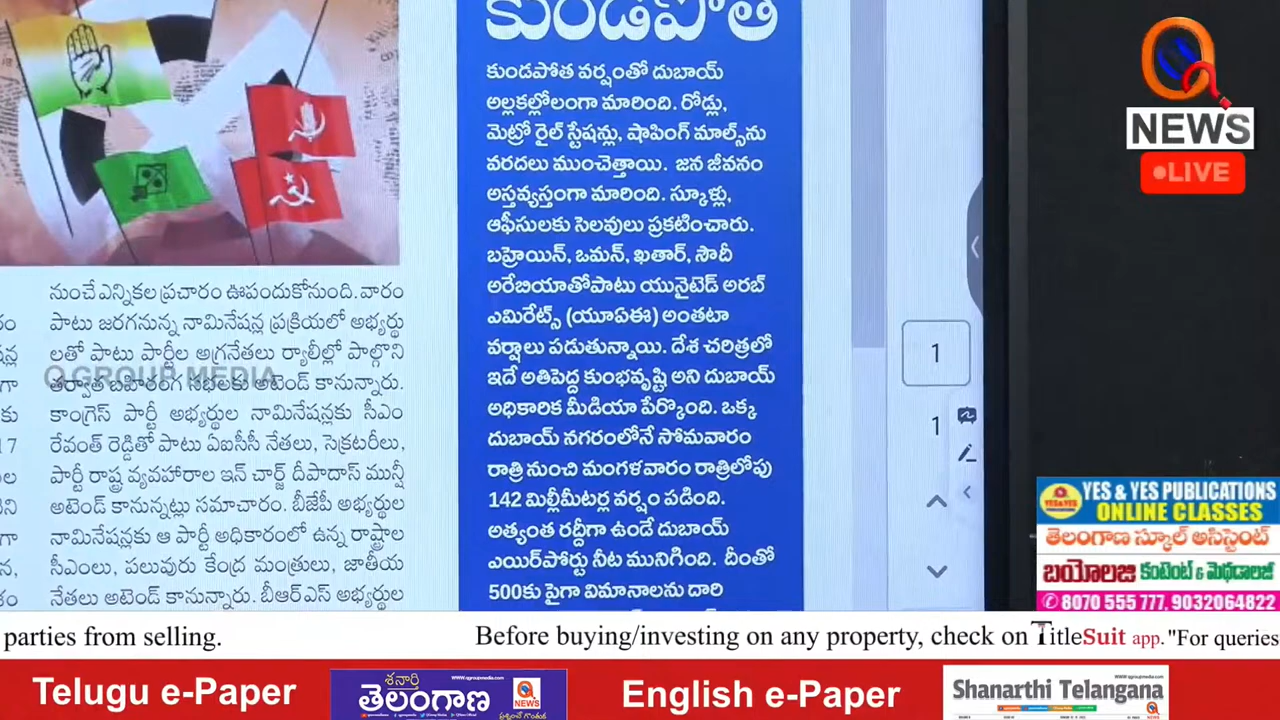 కుండపోత
కుండపోత వర్షంతో దుబాయ్
అల్లకల్లోలంగా మారింది. రోడ్లు,
మెట్రో రైల్ స్టేషన్లు, షాపింగ్ మాల్స్‌ను
వరదలు ముంచెత్తాయి. జన జీవనం
అస్తవ్యస్తంగా మారింది. స్కూళ్లు,
ఆఫీసులకు సెలవులు ప్రకటించారు.
బహ్రెయిన్, ఒమన్, ఖతార్, సౌదీ
అరేబియాతోపాటు యునైటెడ్ అరబ్
ఎమిరేట్స్ (యూఏఈ) అంతటా
వర్షాలు పడుతున్నాయి. దేశ చరిత్రలో
ఇదే అతిపెద్ద కుంభవృష్టి అని దుబాయ్
అధికారిక మీడియా పేర్కొంది. ఒక్క
దుబాయ్ నగరంలోనే సోమవారం
రాత్రి నుంచి మంగళవారం రాత్రిలోపు
142 మిల్లీమీటర్ల వర్షం పడింది.
అత్యంత రద్దీగా ఉండే దుబాయ్
ఎయిర్‌పోర్టు నీట మునిగింది. దీంతో
500కు పైగా విమానాలను దారి
నుంచే ఎన్నికల ప్రచారం ఊపందుకోనుంది. వారం
పాటు జరగనున్న నామినేషన్ల ప్రక్రియలో అభ్యర్థు
లతో పాటు పార్టీల అగ్రనేతలు ర్యాలీల్లో పాల్గొని
తర్వాత బహిరంగ సభలకు అటెండ్ కానున్నారు.
కాంగ్రెస్ పార్టీ అభ్యర్థుల నామినేషన్లకు సీఎం
రేవంత్ రెడ్డితో పాటు ఏఐసీసీ నేతలు, సెక్రటరీలు,
పార్టీ రాష్ట్ర వ్యవహారాల ఇన్ చార్జ్ దీపాదాస్ మున్షీ
అటెండ్ కానున్నట్లు సమాచారం. బీజేపీ అభ్యర్థుల
నామినేషన్లకు ఆ పార్టీ అధికారంలో ఉన్న రాష్ట్రాల
సీఎంలు, పలువురు కేంద్ర మంత్రులు, జాతీయ
నేతలు అటెండ్ కానున్నారు. బీఆర్ఎస్ అభ్యర్థుల
Q GROUP MEDIA
1
1
Q
NEWS
LIVE
YES & YES PUBLICATIONS
ONLINE CLASSES
తెలంగాణ స్కూల్ అసిస్టెంట్
బయోలజి కంటెంట్ & మెథడాలజీ
8070 555 777, 9032064822
parties from selling. Before buying/investing on any property, check on TitleSuit app. "For queries
Telugu e-Paper
శనార్తి
తెలంగాణ
NEWS
English e-Paper
Shanarthi Telangana